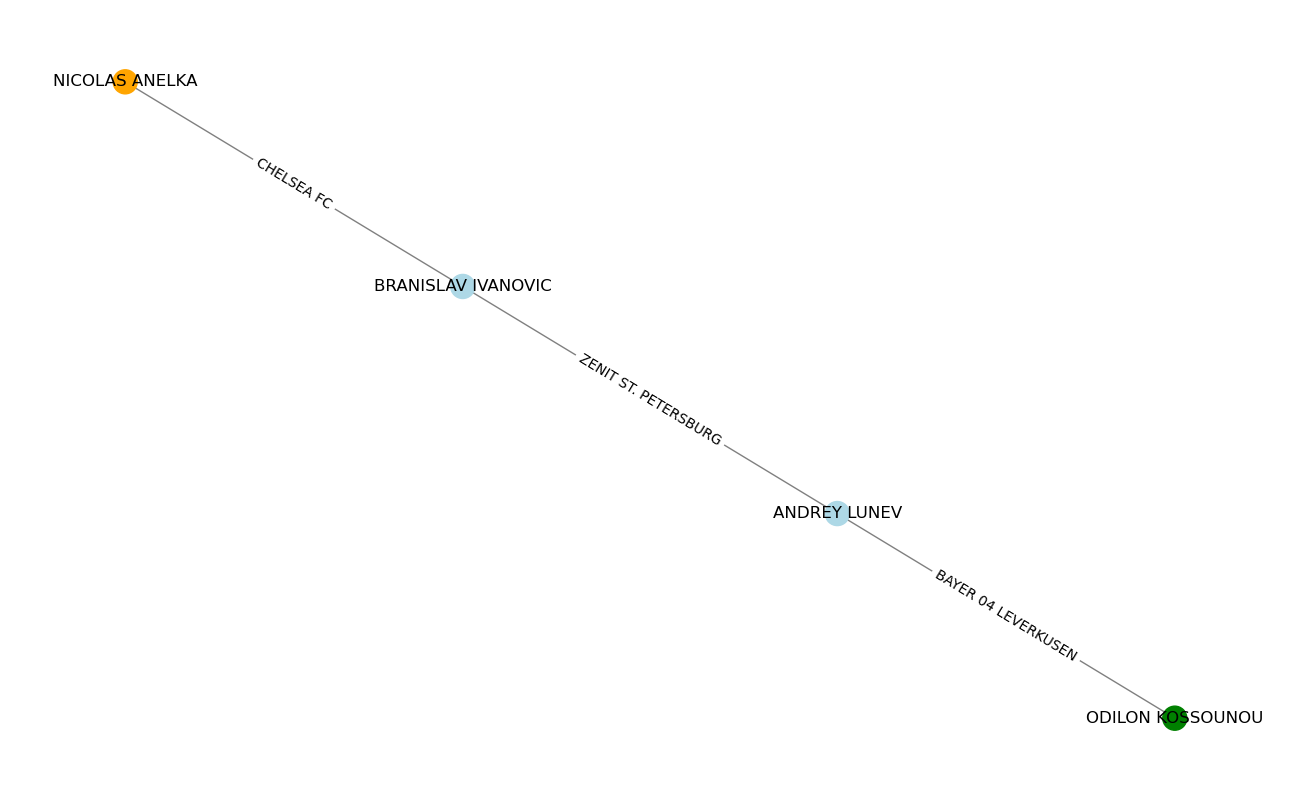 NICOLAS ANELKA
CHELSEA FC
BRANISLAV IVANOVIC
ZENIT ST. PETERSBURG
ANDREY LUNEV
BAYER 04 LEVERKUSEN
ODILON KOSSOUNOU